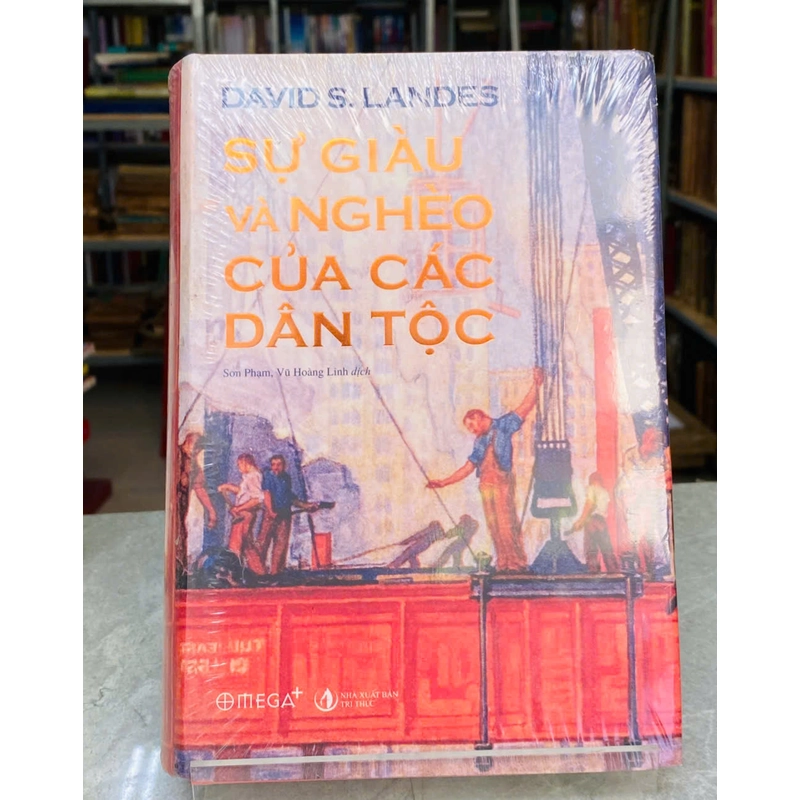 DAVID S. LANDES
SỰ GIÀU
VÀ NGHÈO
CỦA CÁC
DÂN TỘC
Sơn Phạm, Vũ Hoàng Linh dịch
OMEGA+
NHÀ XUẤT BẢN
TRI THỨC